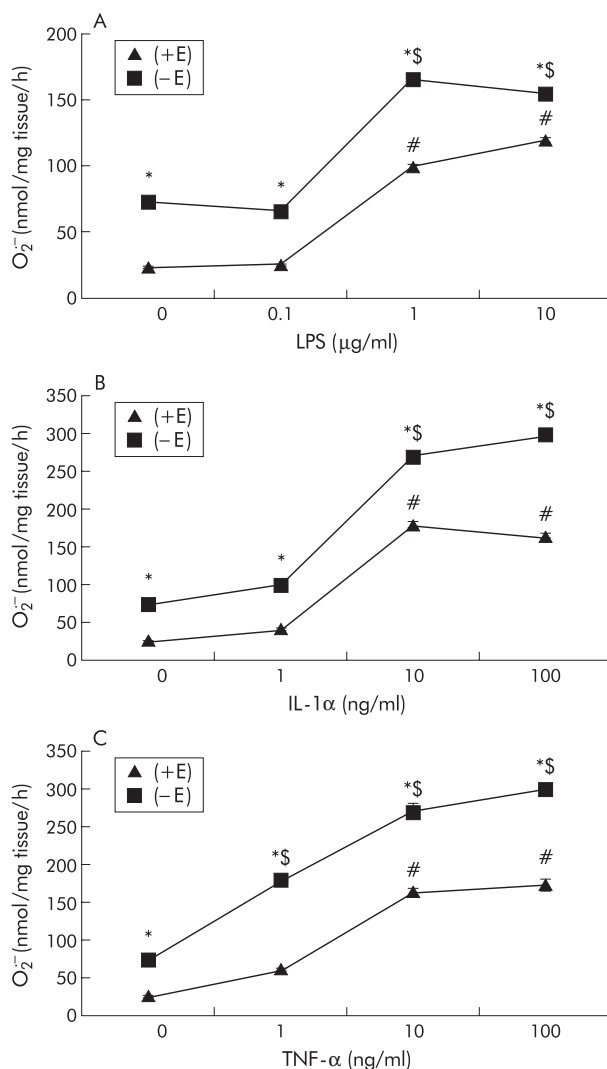 A
200
150
100
50
0
(+E)
(−E)
O₂·⁻ (nmol/mg tissue/h)
* * *$ *$
# #
0 0.1 1 10
LPS (μg/ml)
B
350
300
250
200
150
100
50
0
(+E)
(−E)
O₂·⁻ (nmol/mg tissue/h)
* * *$ *$
# #
0 1 10 100
IL-1α (ng/ml)
C
350
300
250
200
150
100
50
0
(+E)
(−E)
O₂·⁻ (nmol/mg tissue/h)
* *$ *$ *$
# #
0 1 10 100
TNF-α (ng/ml)